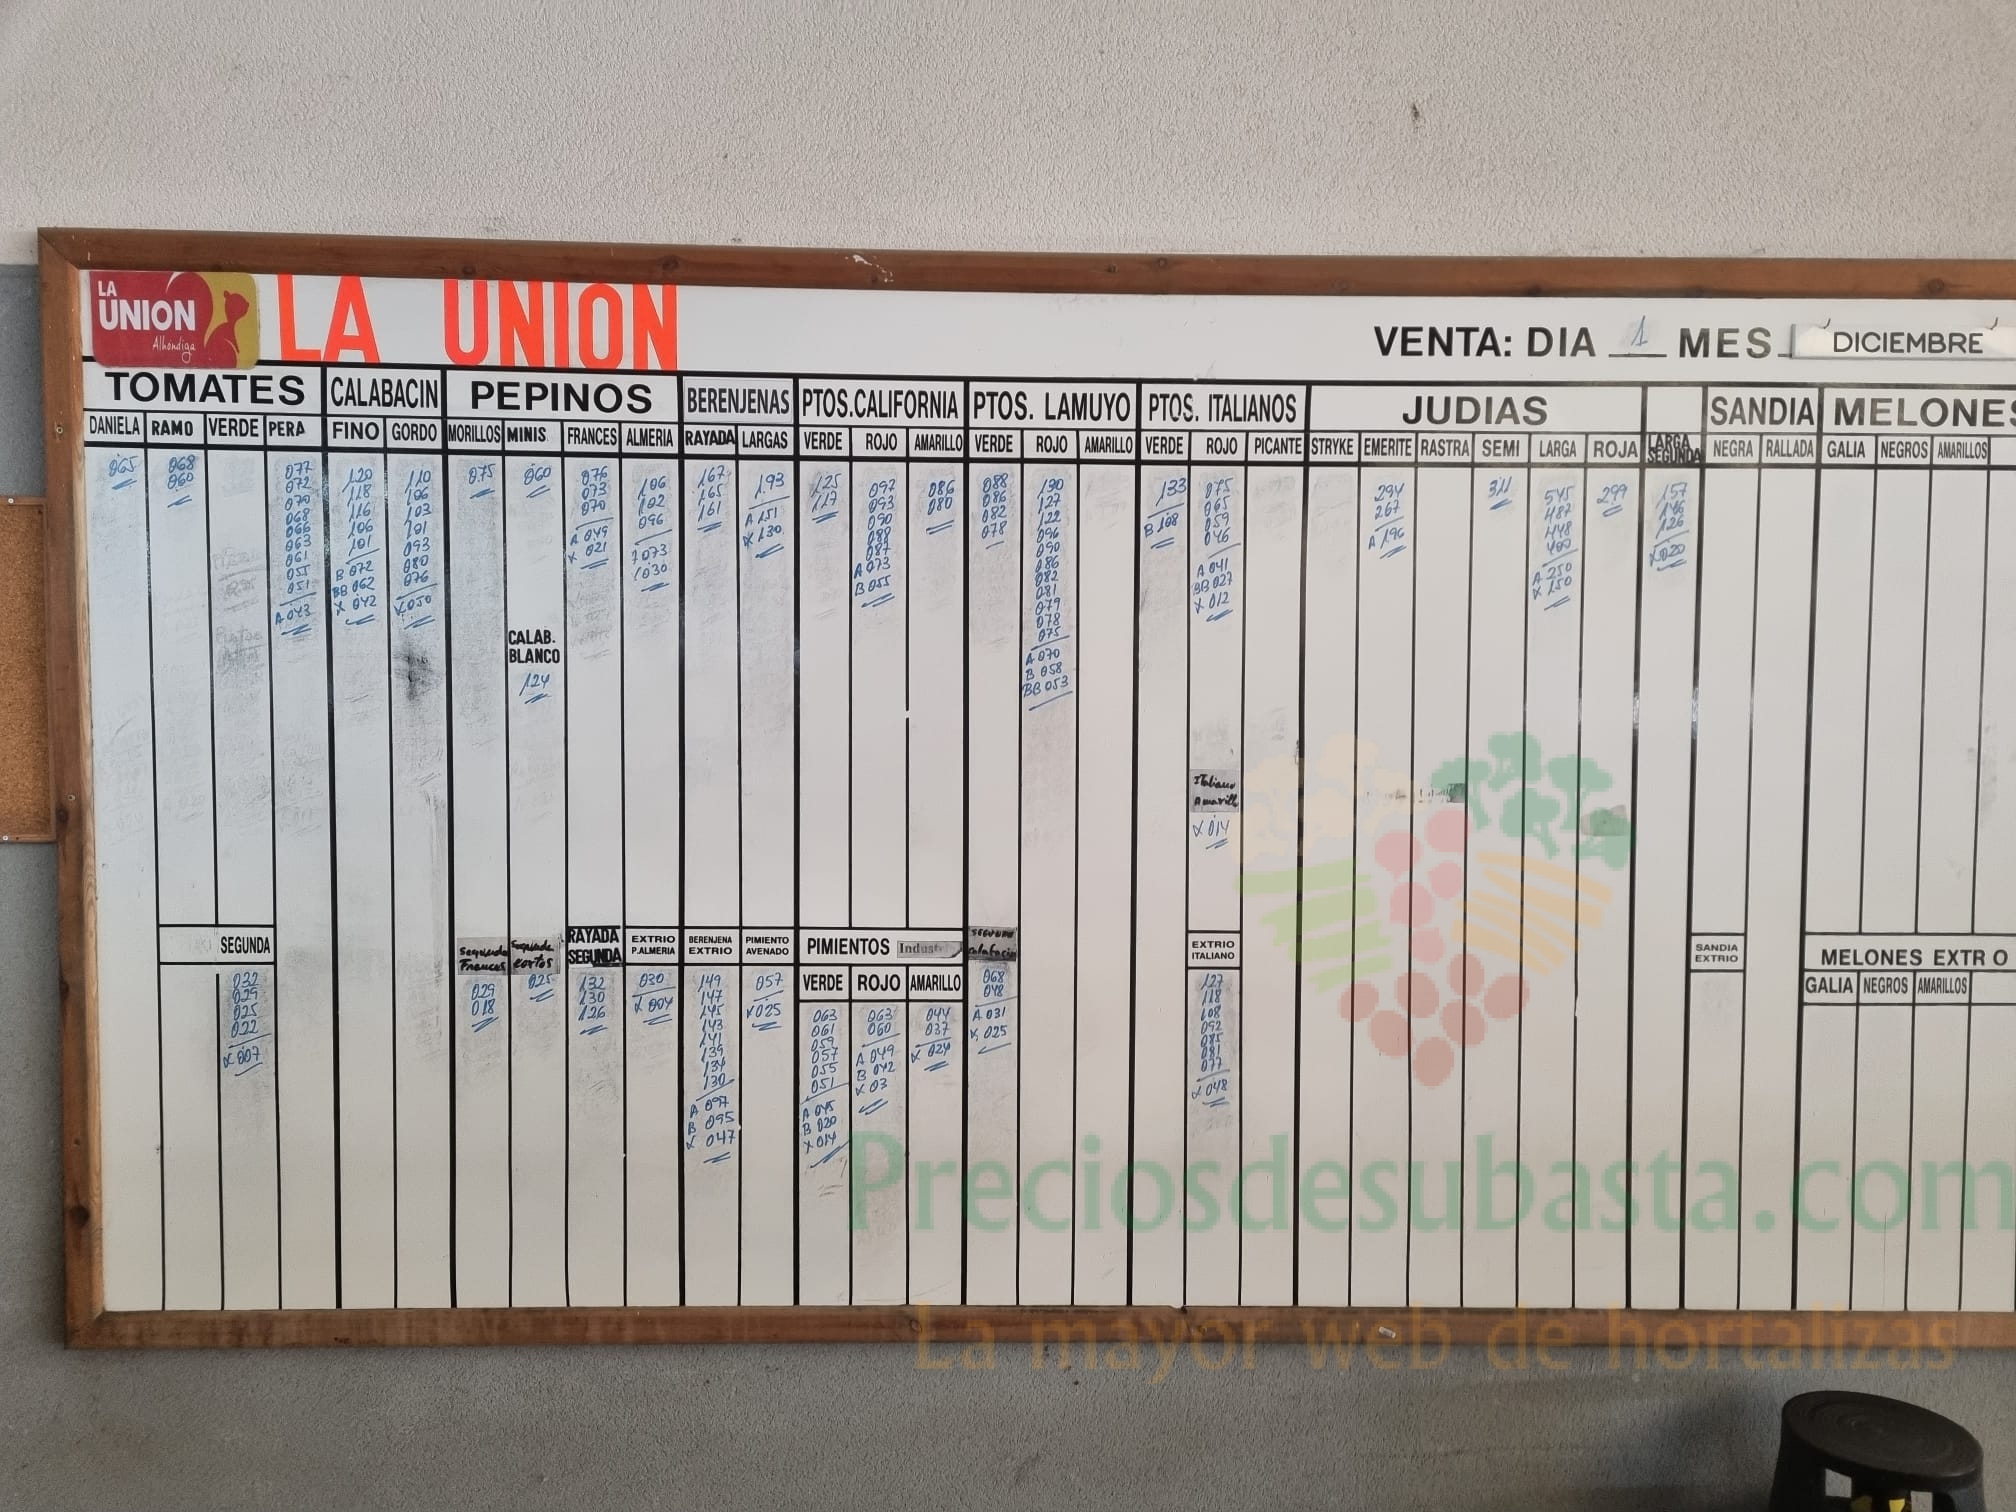 LA
UNION
Alhóndiga
LA UNION
VENTA: DIA 1 MES DICIEMBRE
TOMATES CALABACIN PEPINOS BERENJENAS PTOS.CALIFORNIA PTOS. LAMUYO PTOS. ITALIANOS JUDIAS SANDIA MELONES
DANIELA RAMO VERDE PERA FINO GORDO MORILLOS MINIS FRANCES ALMERIA RAYADA LARGAS VERDE ROJO AMARILLO VERDE ROJO AMARILLO VERDE ROJO PICANTE STRYKE EMERITE RASTRA SEMI LARGA ROJA LARGA SEGUNDA NEGRA RALLADA GALIA NEGROS AMARILLOS
065
068
060
077
072
070
068
066
063
061
055
051
A 043
120
118
116
106
101
B 072
BB 062
X 042
110
106
103
101
093
080
076
X 050
075
060
CALAB.
BLANCO
124
076
073
070
A 049
X 021
106
102
096
073
030
167
165
161
193
A 151
X 130
125
117
097
093
090
088
087
A 073
B 055
086
080
088
086
082
078
130
127
122
096
090
086
082
081
079
078
075
A 070
B 058
BB 053
133
B 108
075
065
059
046
A 041
BB 027
X 012
Italiano
Amarillo
X 014
294
267
A 196
311
545
487
448
400
A 250
X 150
299
157
146
126
X 020
SEGUNDA
032
029
025
022
X 007
Segunda
Frances
029
018
Segunda
cortos
025
RAYADA
SEGUNDA
132
130
126
EXTRIO
P.ALMERIA
030
X 004
BERENJENA
EXTRIO
149
147
145
143
141
139
134
130
A 097
B 095
X 047
PIMIENTO
AVENADO
057
X 025
PIMIENTOS Indust
VERDE ROJO AMARILLO
063
061
059
057
055
051
A 045
B 020
X 014
063
060
A 049
B 042
X 03
044
037
X 024
SEGUNDA
calabacin
068
048
A 031
X 025
EXTRIO
ITALIANO
127
118
108
092
085
081
077
X 048
SANDIA
EXTRIO
MELONES EXTR O
GALIA NEGROS AMARILLOS
Preciosdesubasta.com
La mayor web de hortalizas